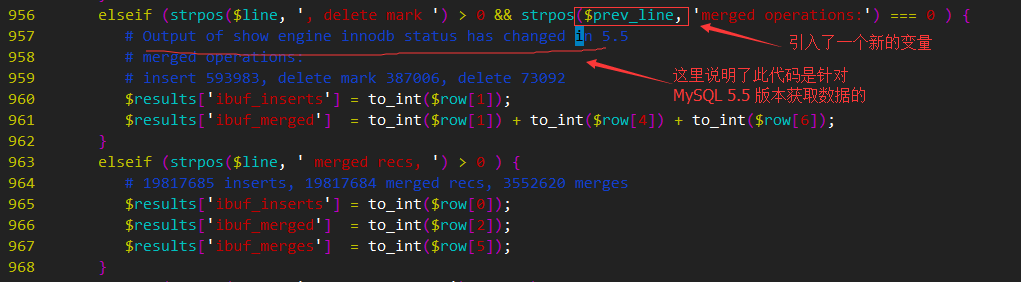 956 elseif (strpos($line, ', delete mark ') > 0 && strpos($prev_line, 'merged operations:') === 0 ) {
957 # Output of show engine innodb status has changed in 5.5
引入了一个新的变量
958 # merged operations:
959 # insert 593983, delete mark 387006, delete 73092
这里说明了此代码是针对
MySQL 5.5 版本获取数据的
960 $results['ibuf_inserts'] = to_int($row[1]);
961 $results['ibuf_merged']  = to_int($row[1]) + to_int($row[4]) + to_int($row[6]);
962 }
963 elseif (strpos($line, ' merged recs, ') > 0 ) {
964 # 19817685 inserts, 19817684 merged recs, 3552620 merges
965 $results['ibuf_inserts'] = to_int($row[0]);
966 $results['ibuf_merged']  = to_int($row[2]);
967 $results['ibuf_merges']  = to_int($row[5]);
968 }